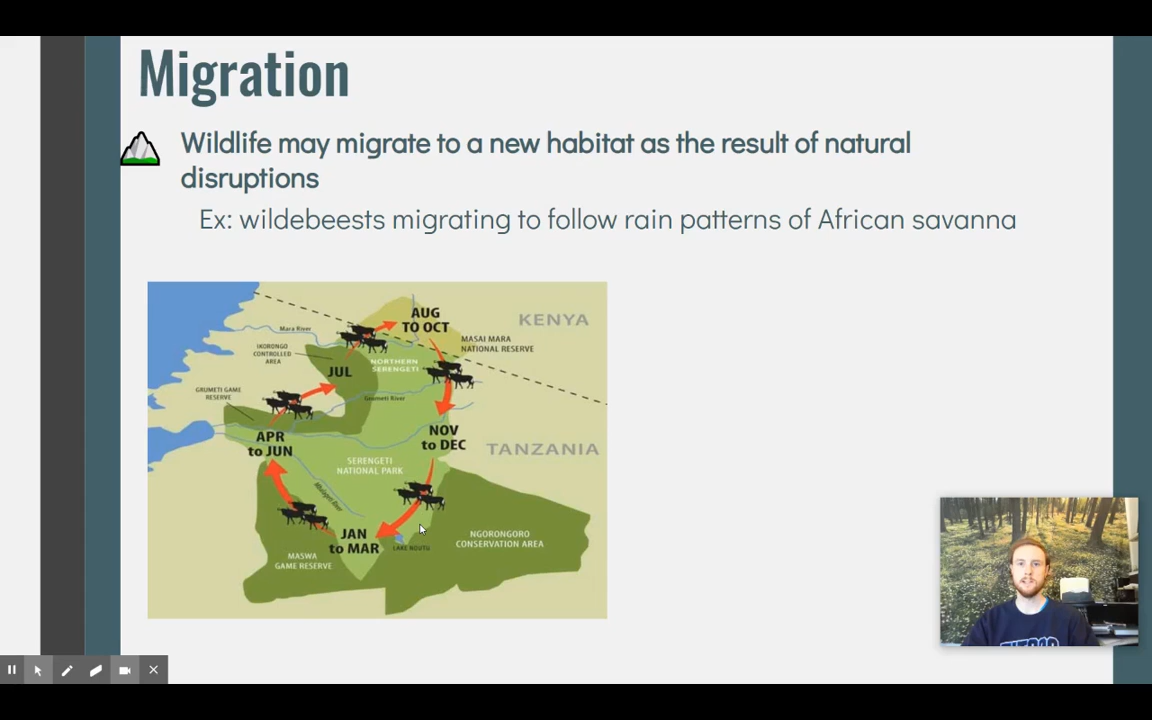 Migration
Wildlife may migrate to a new habitat as the result of natural
disruptions
Ex: wildebeests migrating to follow rain patterns of African savanna
AUG
TO OCT
KENYA
Mara River
MASAI MARA
NATIONAL RESERVE
IKORONGO
CONTROLLED
AREA
NORTHERN
SERENGETI
JUL
GRUMETI GAME
RESERVE
Grumeti River
APR
to JUN
NOV
to DEC
TANZANIA
SERENGETI
NATIONAL PARK
JAN
to MAR
NGORONGORO
CONSERVATION AREA
MASWA
GAME RESERVE